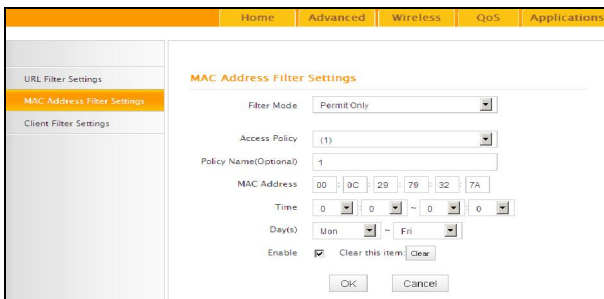 Home Advanced Wireless QoS Applications
URL Filter Settings
MAC Address Filter Settings
Client Filter Settings
MAC Address Filter Settings
Filter Mode Permit Only
Access Policy (1)
Policy Name(Optional) 1
MAC Address 00 : 0C : 29 : 79 : 32 : 7A
Time 0 : 0 ~ 0 : 0
Day(s) Mon ~ Fri
Enable Clear this item: Clear
OK Cancel